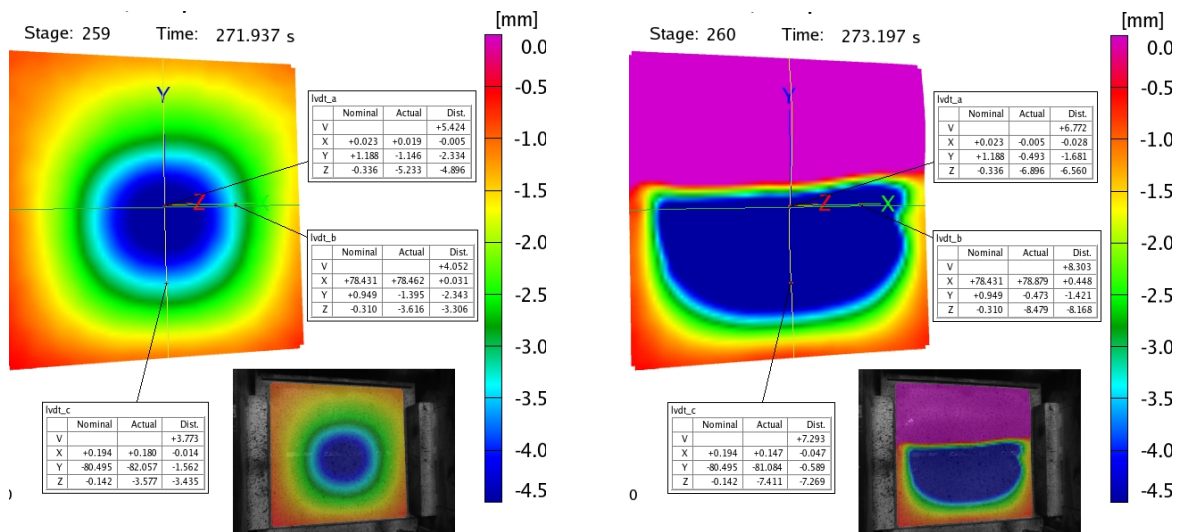 Stage: 259 Time: 271.937 s
[mm]
0.0
-0.5
-1.0
-1.5
-2.0
-2.5
-3.0
-3.5
-4.0
-4.5
Y
Z
X
lvdt_a
Nominal Actual Dist.
V +5.424
X +0.023 +0.019 -0.005
Y +1.188 -1.146 -2.334
Z -0.336 -5.233 -4.896
lvdt_b
Nominal Actual Dist.
V +4.052
X +78.431 +78.462 +0.031
Y +0.949 -1.395 -2.343
Z -0.310 -3.616 -3.306
lvdt_c
Nominal Actual Dist.
V +3.773
X +0.194 +0.180 -0.014
Y -80.495 -82.057 -1.562
Z -0.142 -3.577 -3.435
Stage: 260 Time: 273.197 s
[mm]
0.0
-0.5
-1.0
-1.5
-2.0
-2.5
-3.0
-3.5
-4.0
-4.5
Y
Z
X
lvdt_a
Nominal Actual Dist.
V +6.772
X +0.023 -0.005 -0.028
Y +1.188 -0.493 -1.681
Z -0.336 -6.896 -6.560
lvdt_b
Nominal Actual Dist.
V +8.303
X +78.431 +78.879 +0.448
Y +0.949 -0.473 -1.421
Z -0.310 -8.479 -8.168
lvdt_c
Nominal Actual Dist.
V +7.293
X +0.194 +0.147 -0.047
Y -80.495 -81.084 -0.589
Z -0.142 -7.411 -7.269
0